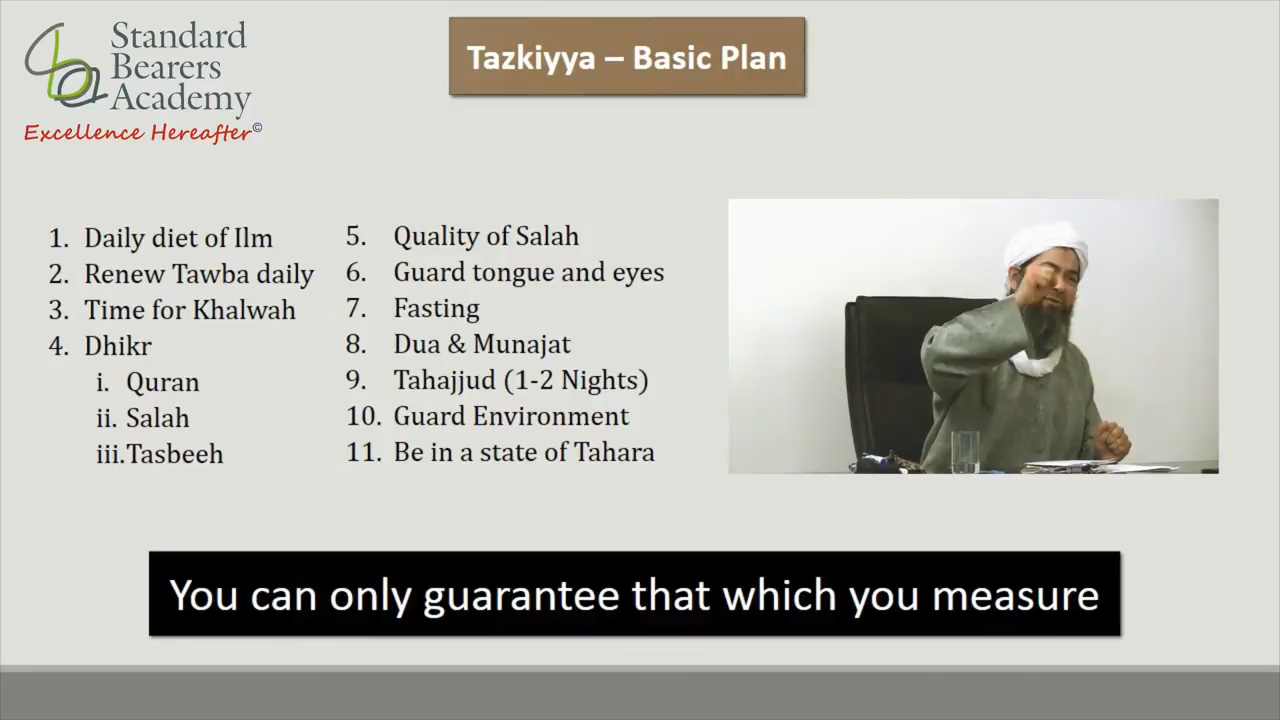 Standard
Bearers
Academy
Excellence Hereafter©
Tazkiyya – Basic Plan
1. Daily diet of Ilm
2. Renew Tawba daily
3. Time for Khalwah
4. Dhikr
i. Quran
ii. Salah
iii.Tasbeeh
5. Quality of Salah
6. Guard tongue and eyes
7. Fasting
8. Dua & Munajat
9. Tahajjud (1-2 Nights)
10. Guard Environment
11. Be in a state of Tahara
You can only guarantee that which you measure